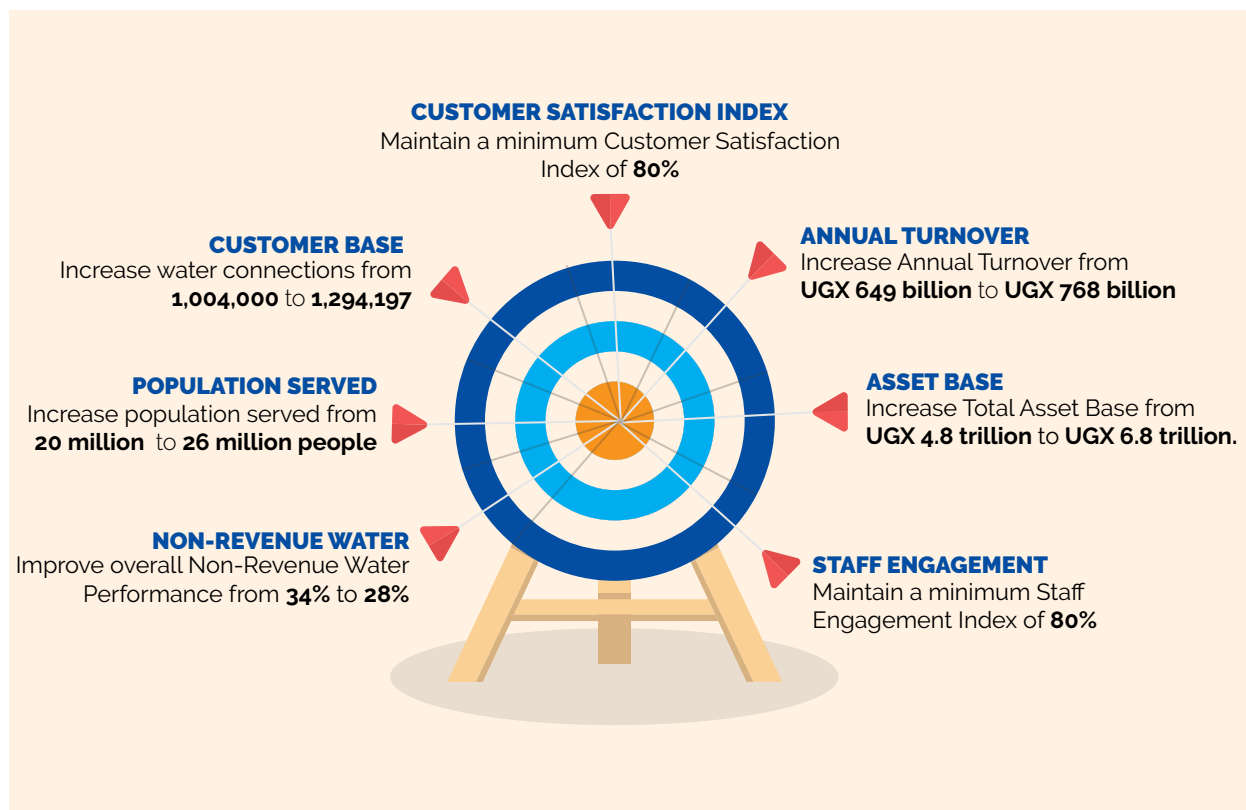 CUSTOMER SATISFACTION INDEX
Maintain a minimum Customer Satisfaction
Index of 80%
CUSTOMER BASE
Increase water connections from
1,004,000 to 1,294,197
ANNUAL TURNOVER
Increase Annual Turnover from
UGX 649 billion to UGX 768 billion
POPULATION SERVED
Increase population served from
20 million to 26 million people
ASSET BASE
Increase Total Asset Base from
UGX 4.8 trillion to UGX 6.8 trillion.
NON-REVENUE WATER
Improve overall Non-Revenue Water
Performance from 34% to 28%
STAFF ENGAGEMENT
Maintain a minimum Staff
Engagement Index of 80%